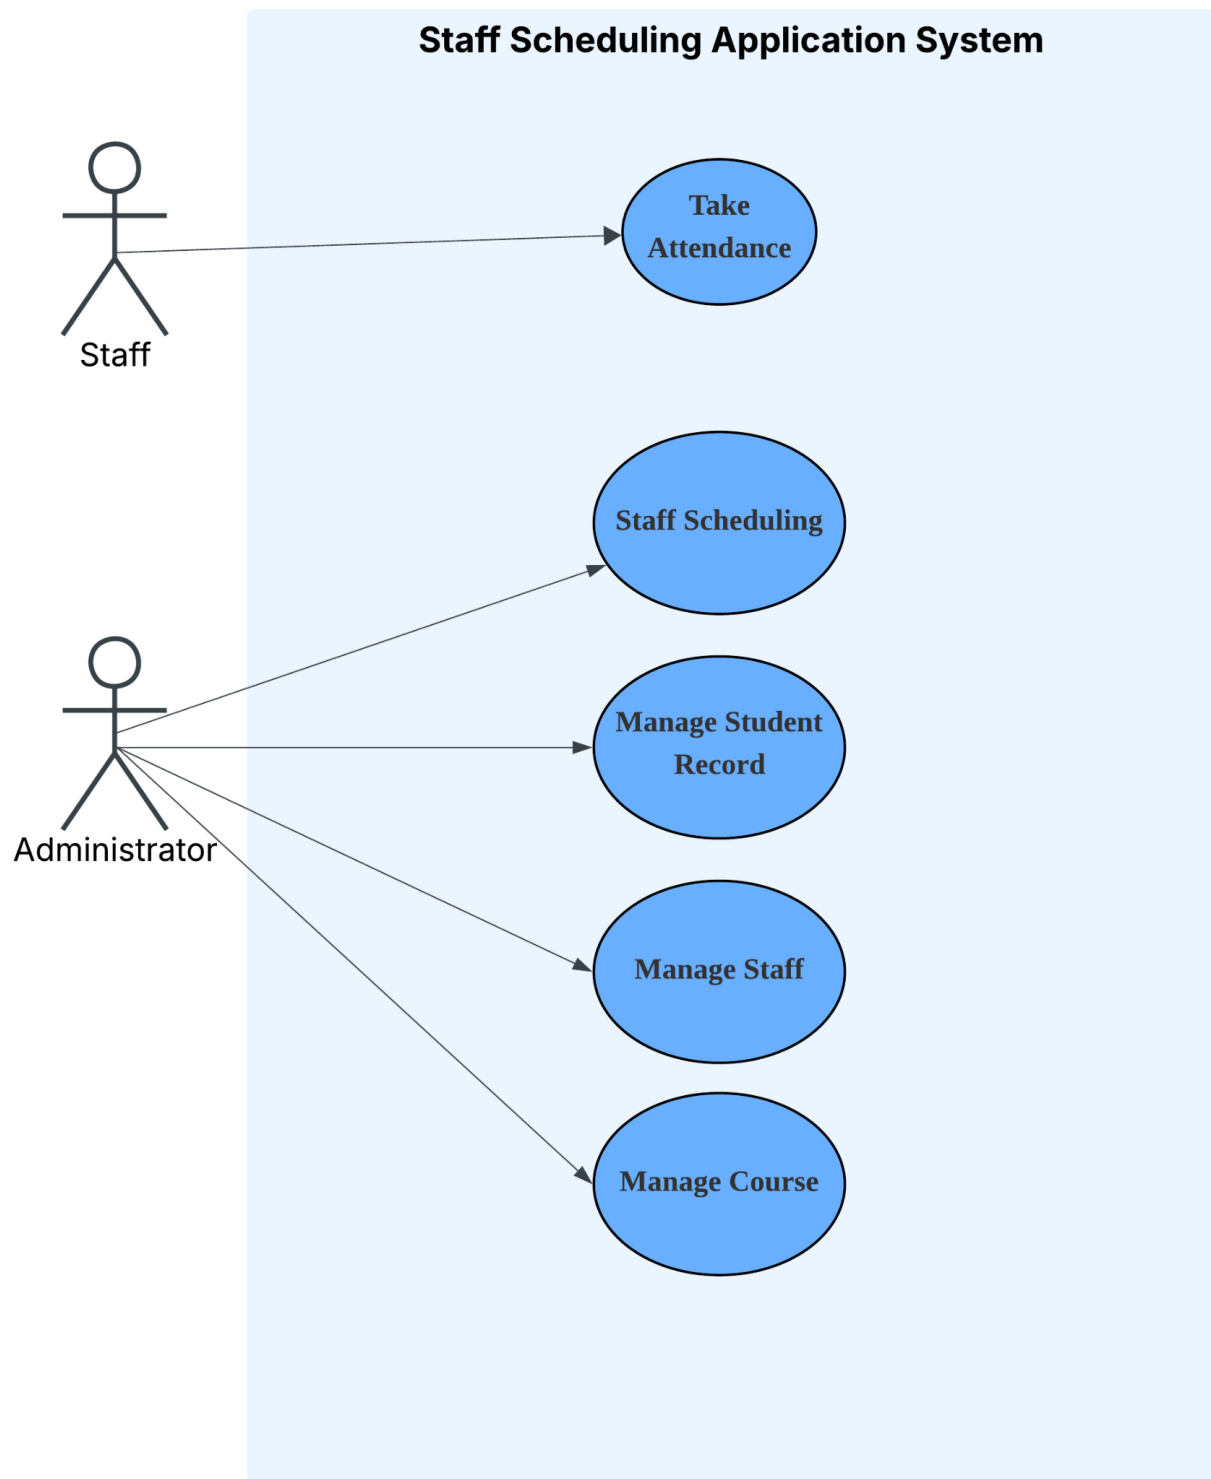 Staff Scheduling Application System
Take
Attendance
Staff
Staff Scheduling
Manage Student
Record
Administrator
Manage Staff
Manage Course